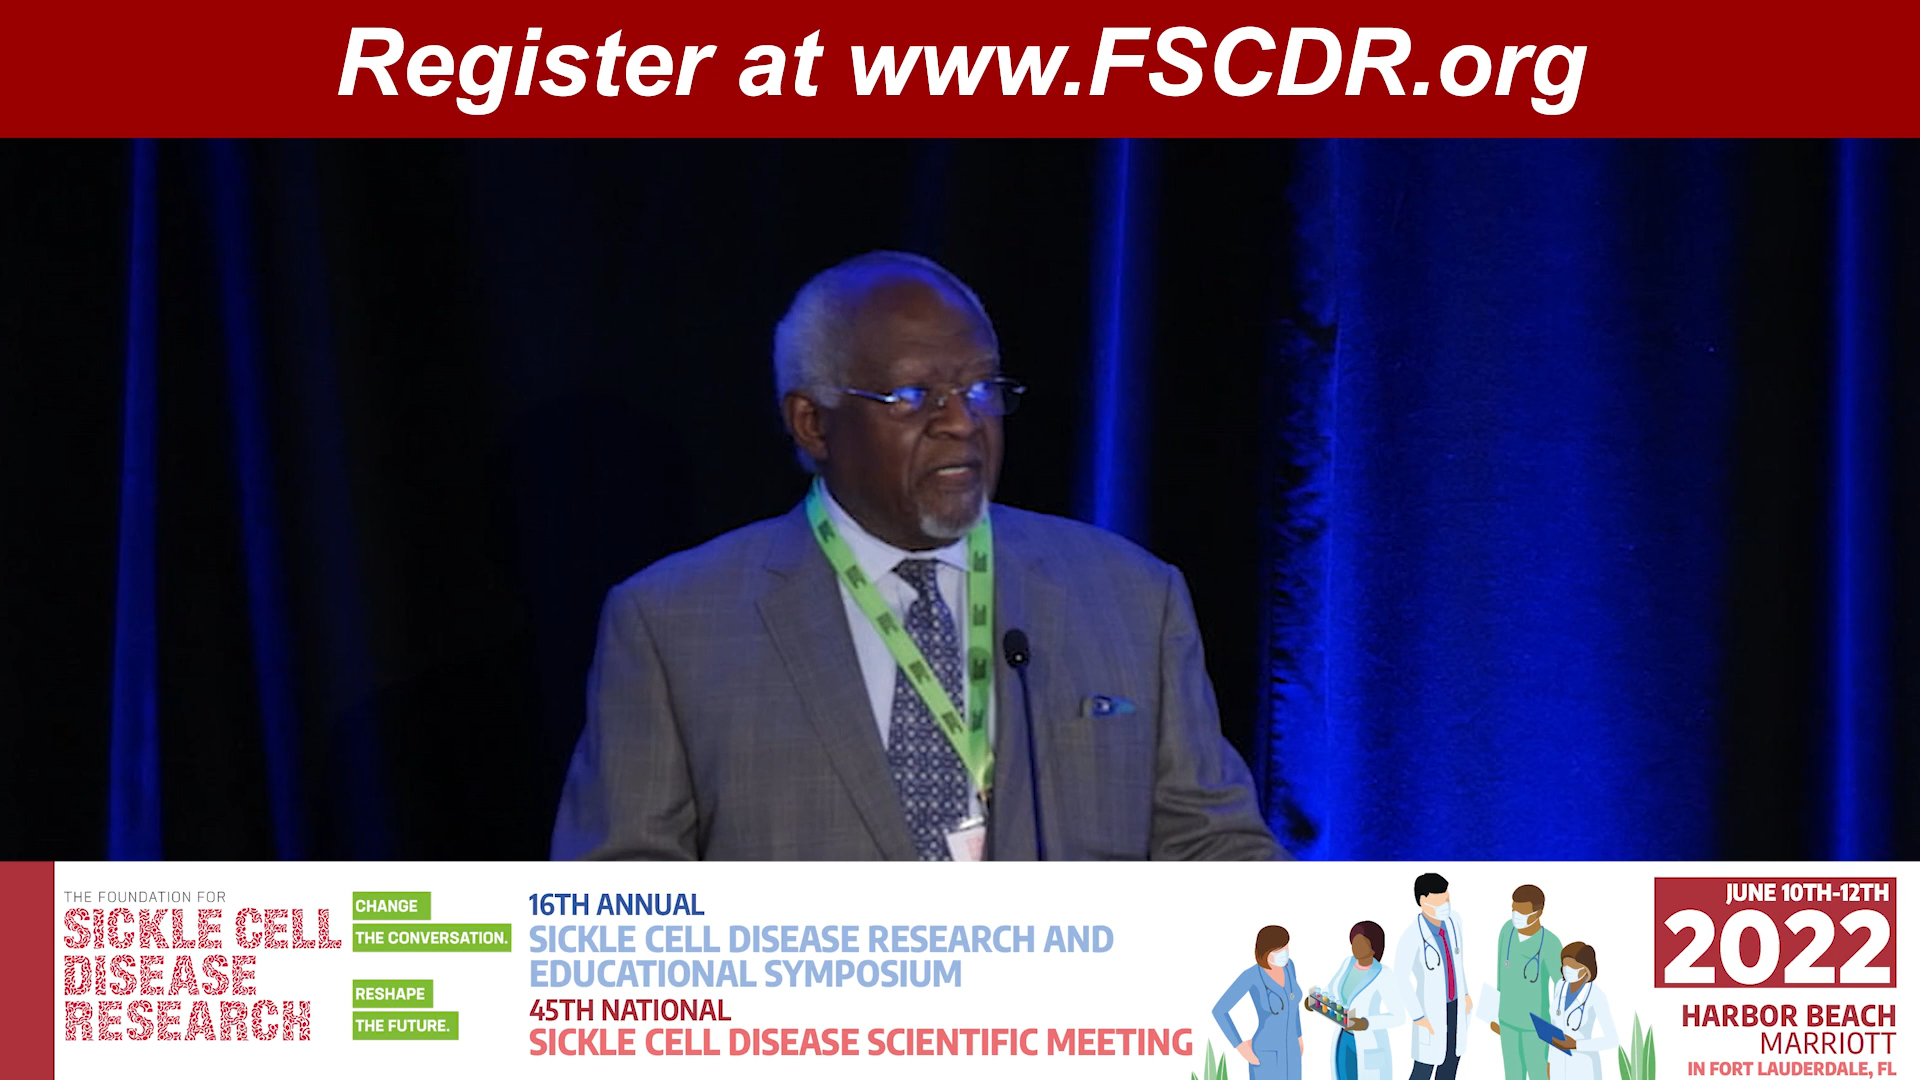 Register at www.FSCDR.org
THE FOUNDATION FOR
SICKLE CELL
DISEASE
RESEARCH
CHANGE
THE CONVERSATION.
RESHAPE
THE FUTURE.
16TH ANNUAL
SICKLE CELL DISEASE RESEARCH AND
EDUCATIONAL SYMPOSIUM
45TH NATIONAL
SICKLE CELL DISEASE SCIENTIFIC MEETING
JUNE 10TH-12TH
2022
HARBOR BEACH
MARRIOTT
IN FORT LAUDERDALE, FL